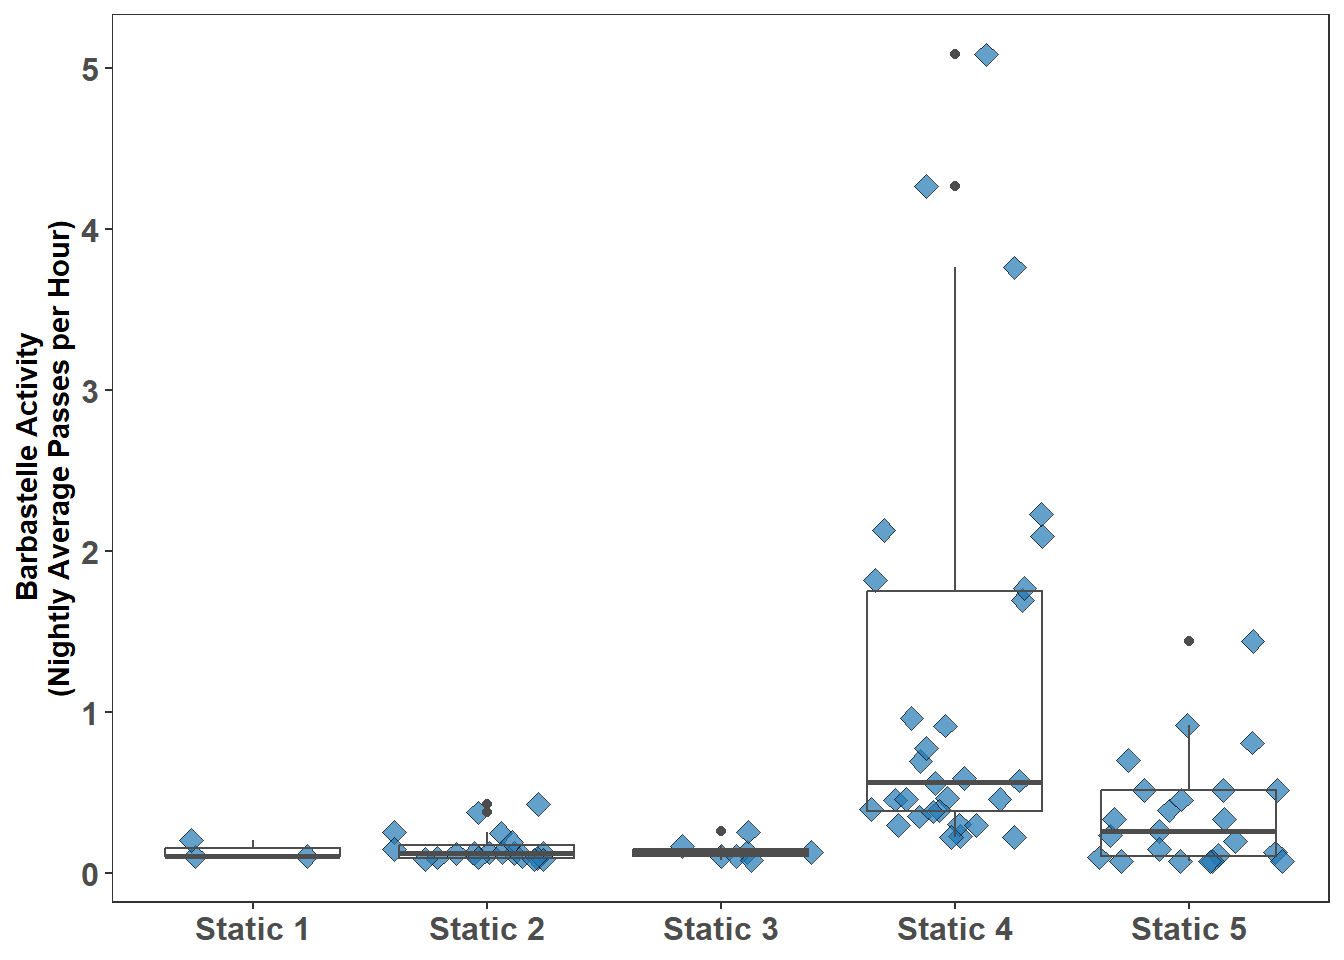 Barbastelle Activity
(Nightly Average Passes per Hour)
5
4
3
2
1
0
Static 1
Static 2
Static 3
Static 4
Static 5